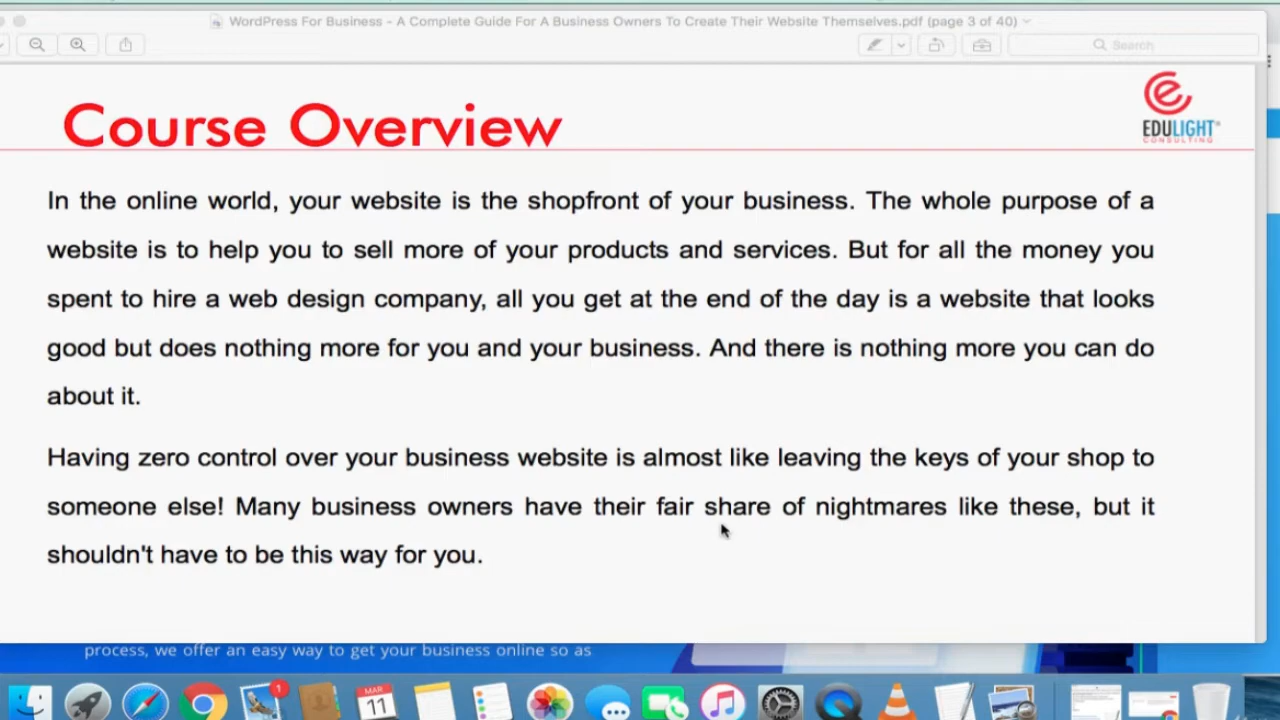 WordPress For Business - A Complete Guide For A Business Owners To Create Their Website Themselves.pdf (page 3 of 40)
Search
Course Overview
EDULIGHT
CONSULTING
In the online world, your website is the shopfront of your business. The whole purpose of a
website is to help you to sell more of your products and services. But for all the money you
spent to hire a web design company, all you get at the end of the day is a website that looks
good but does nothing more for you and your business. And there is nothing more you can do
about it.
Having zero control over your business website is almost like leaving the keys of your shop to
someone else! Many business owners have their fair share of nightmares like these, but it
shouldn't have to be this way for you.
process, we offer an easy way to get your business online so as
1
MAR
11